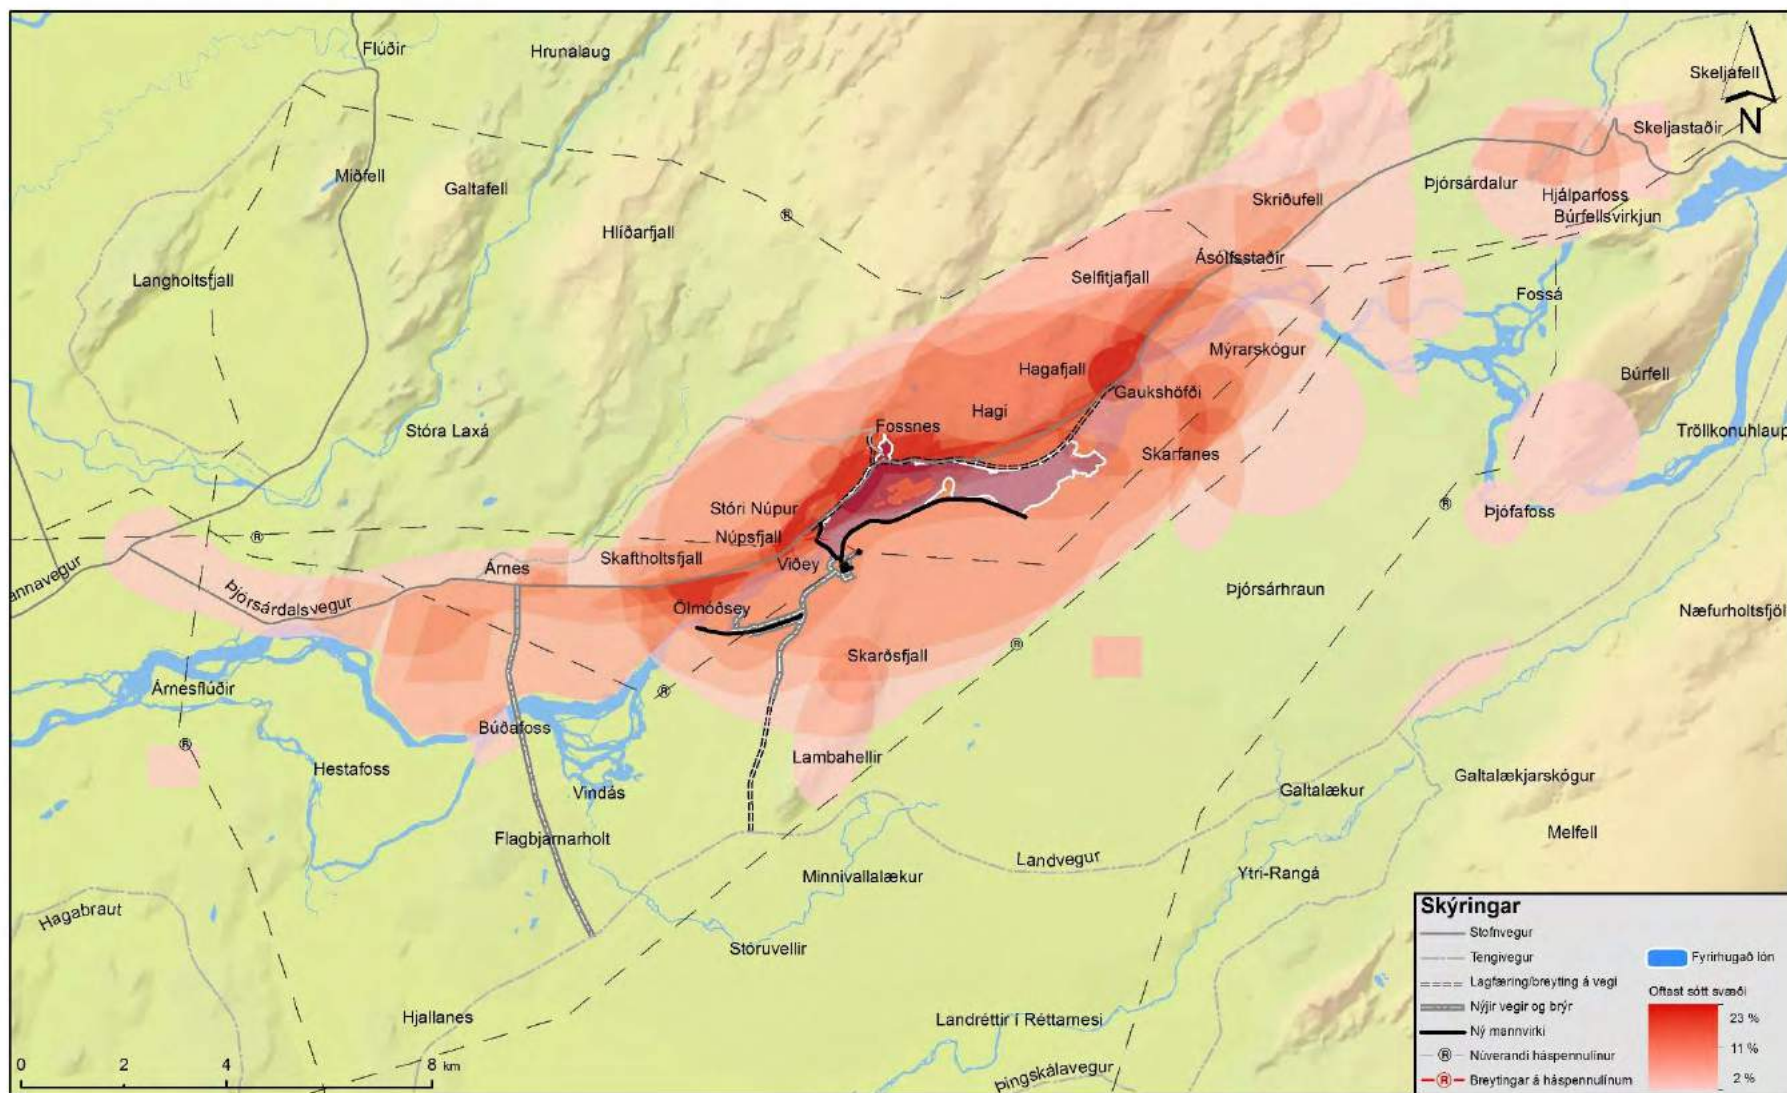 Flúðir
Hrunalaug
Skeljafell
N
Skeljastaðir
Miðfell
Galtafell
Þjórsárdalur
Hjálparfoss
Skriðufell
Búrfellsvirkjun
Hlíðarfjall
Ásólfsstaðir
Langholtsfjall
Selfitjafjall
Fossá
Mýrarskógur
Hagafjall
Búrfell
Gaukshöfði
Hagi
Stóra Laxá
Fossnes
Tröllkonuhlaup
Skarfanes
Stóri Núpur
Þjófafoss
Núpsfjall
Skaftholtsfjall
Viðey
Árnes
annavegur
Þjórsárdalsvegur
Þjórsárhraun
Ölmóðsey
Næfurholtsfjöl
Skarðsfjall
Árnesflúðir
Búðafoss
Lambahellir
Hestafoss
Galtalækjarskógur
Vindás
Galtalækur
Flagbjarnarholt
Melfell
Landvegur
Minnivallalækur
Ytri-Rangá
Hagabraut
Stóruvellir
Hjallanes
Landréttir í Réttarnesi
Þingskálavegur
0 2 4 8 km
Skýringar
Stofnvegur
Tengivegur
Lagfæring/breyting á vegi
Nýjir vegir og brýr
Ný mannvirki
Núverandi háspennulínur
Breytingar á háspennulínum
Fyrirhugað lón
Oftast sótt svæði
23 %
11 %
2 %